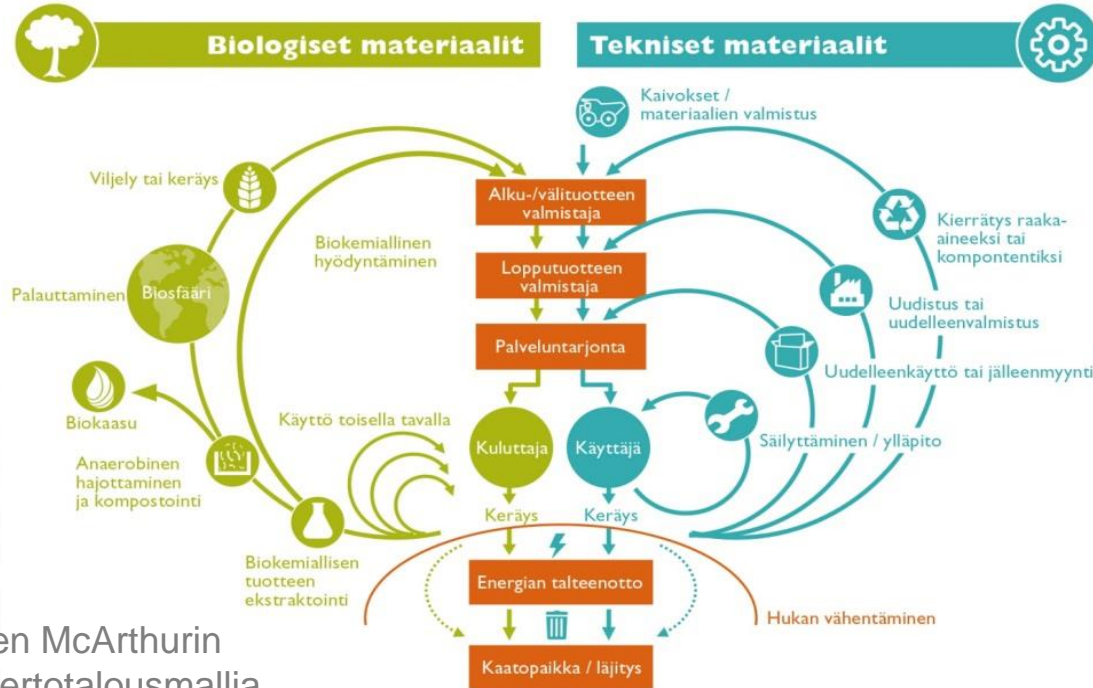 Biologiset materiaalit
Tekniset materiaalit
Kaivokset /
materiaalien valmistus
Viljely tai keräys
Alku-/välituotteen
valmistaja
Kierrätys raaka-
aineeksi tai
kompontentiksi
Biokemiallinen
hyödyntäminen
Lopputuotteen
valmistaja
Palauttaminen
Biosfääri
Uudistus tai
uudelleenvalmistus
Palveluntarjonta
Uudelleenkäyttö tai jälleenmyynti
Biokaasu
Käyttö toisella tavalla
Kuluttaja
Käyttäjä
Säilyttäminen / ylläpito
Anaerobinen
hajottaminen
ja kompostointi
Keräys
Keräys
Biokemiallisen
tuotteen
ekstraktointi
Energian talteenotto
Hukan vähentäminen
Kaatopaikka / läjitys
en McArthurin
ertotalousmallia